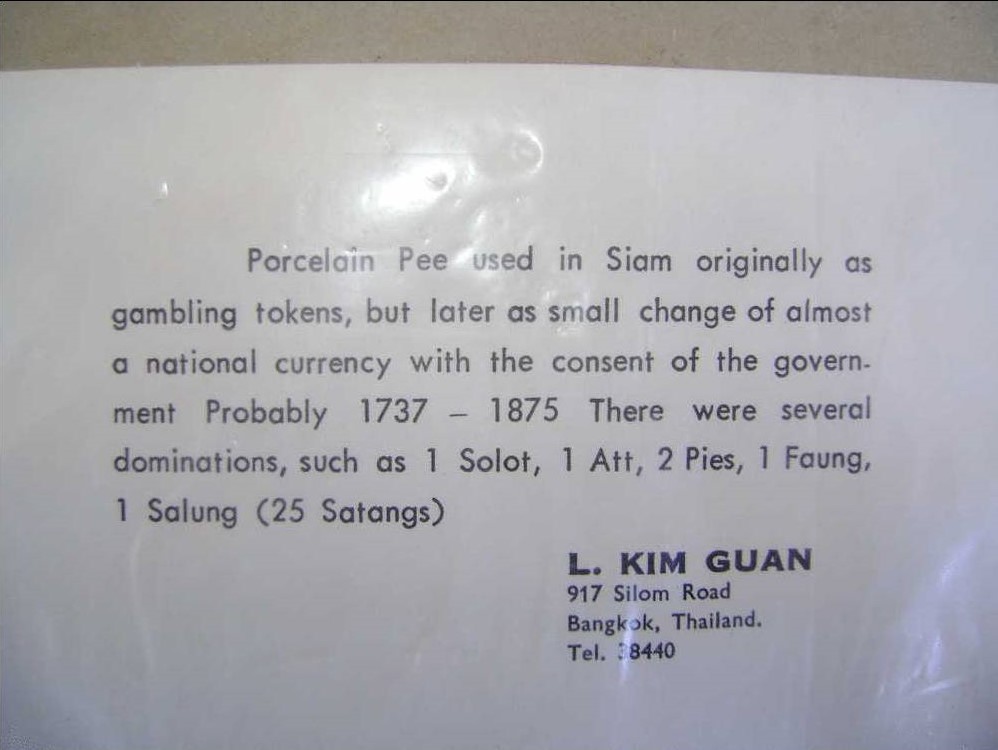 Porcelain Pee used in Siam originally as
gambling tokens, but later as small change of almost
a national currency with the consent of the govern-
ment Probably 1737 – 1875 There were several
dominations, such as 1 Solot, 1 Att, 2 Pies, 1 Faung,
1 Salung (25 Satangs)
L. KIM GUAN
917 Silom Road
Bangkok, Thailand.
Tel.